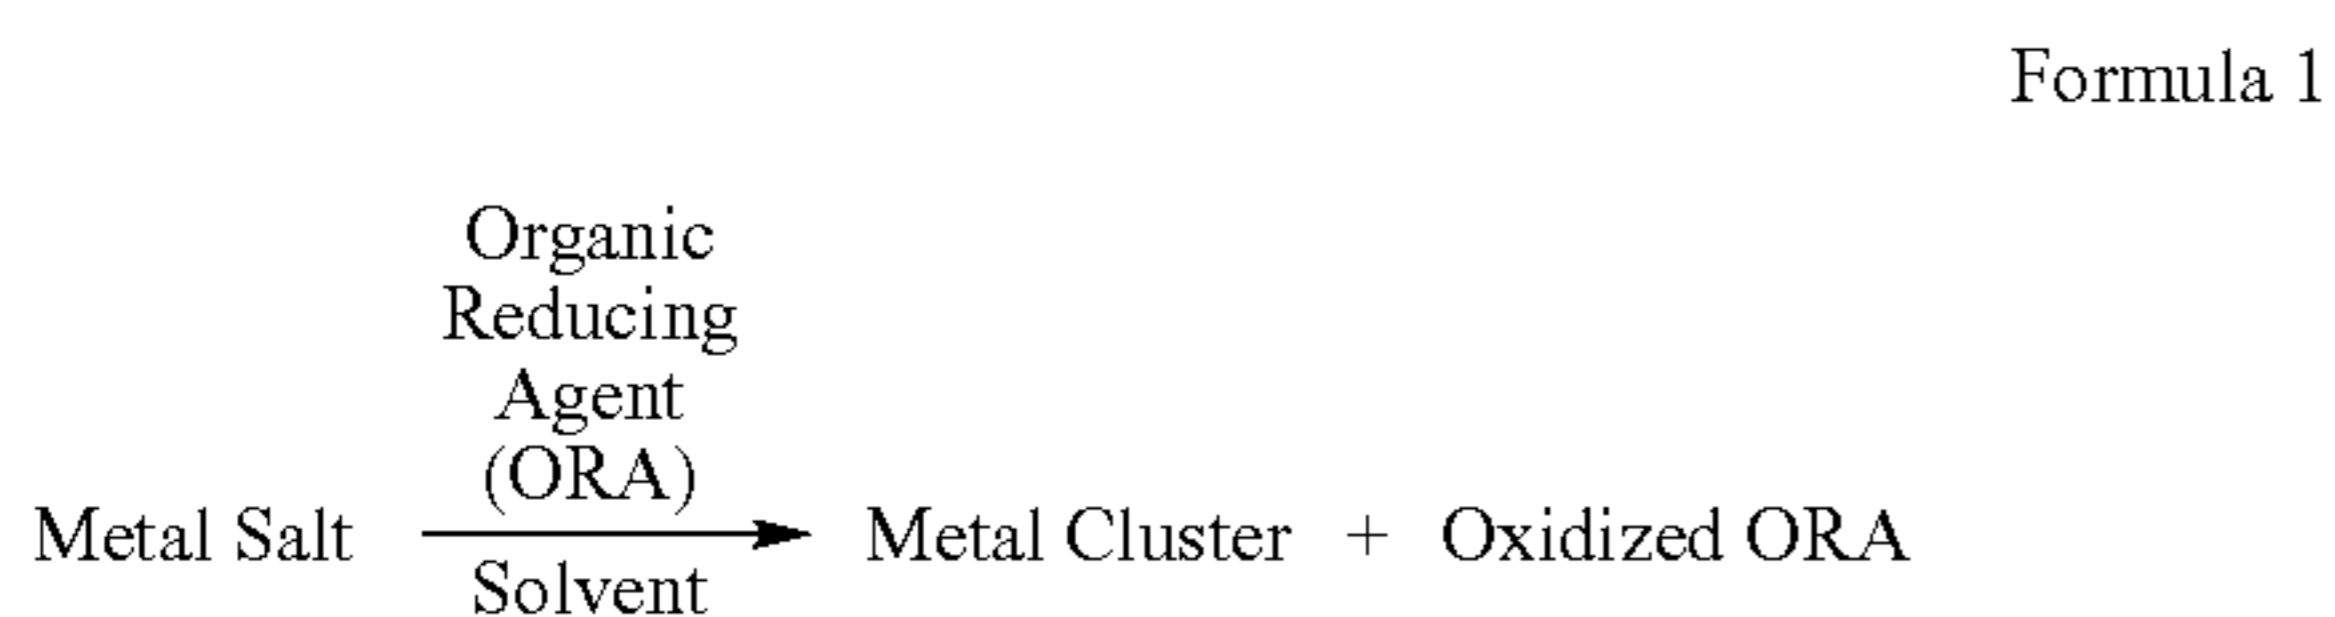 Formula 1
Organic
Reducing
Agent
(ORA)
Metal Salt Metal Cluster + Oxidized ORA
Solvent